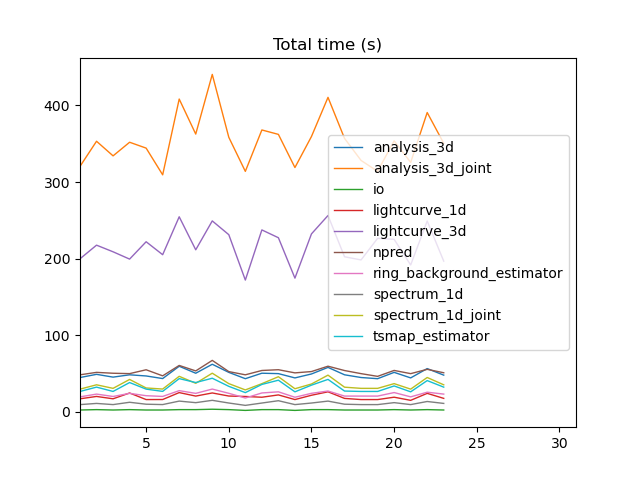 Total time (s)
400
300
200
100
0
analysis_3d
analysis_3d_joint
io
lightcurve_1d
lightcurve_3d
npred
ring_background_estimator
spectrum_1d
spectrum_1d_joint
tsmap_estimator
5 10 15 20 25 30